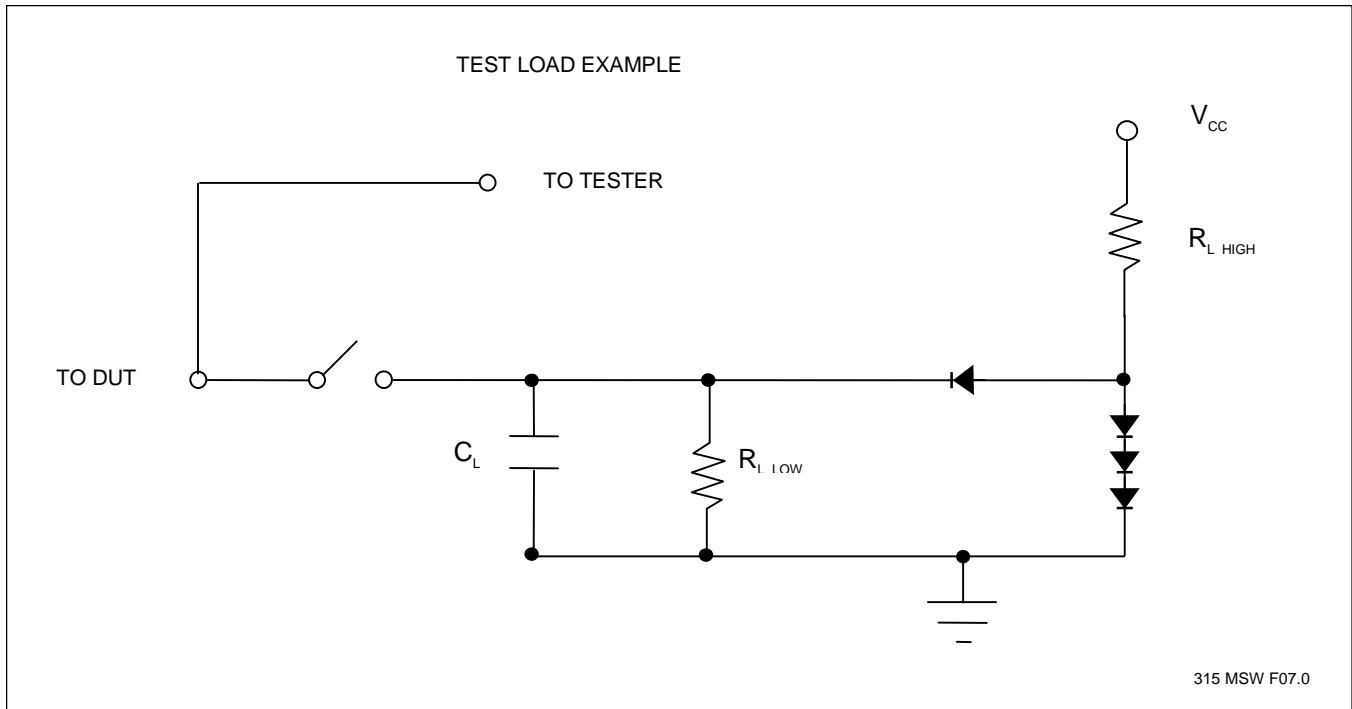 TEST LOAD EXAMPLE
VCC
TO TESTER
RL HIGH
TO DUT
CL
RL LOW
315 MSW F07.0